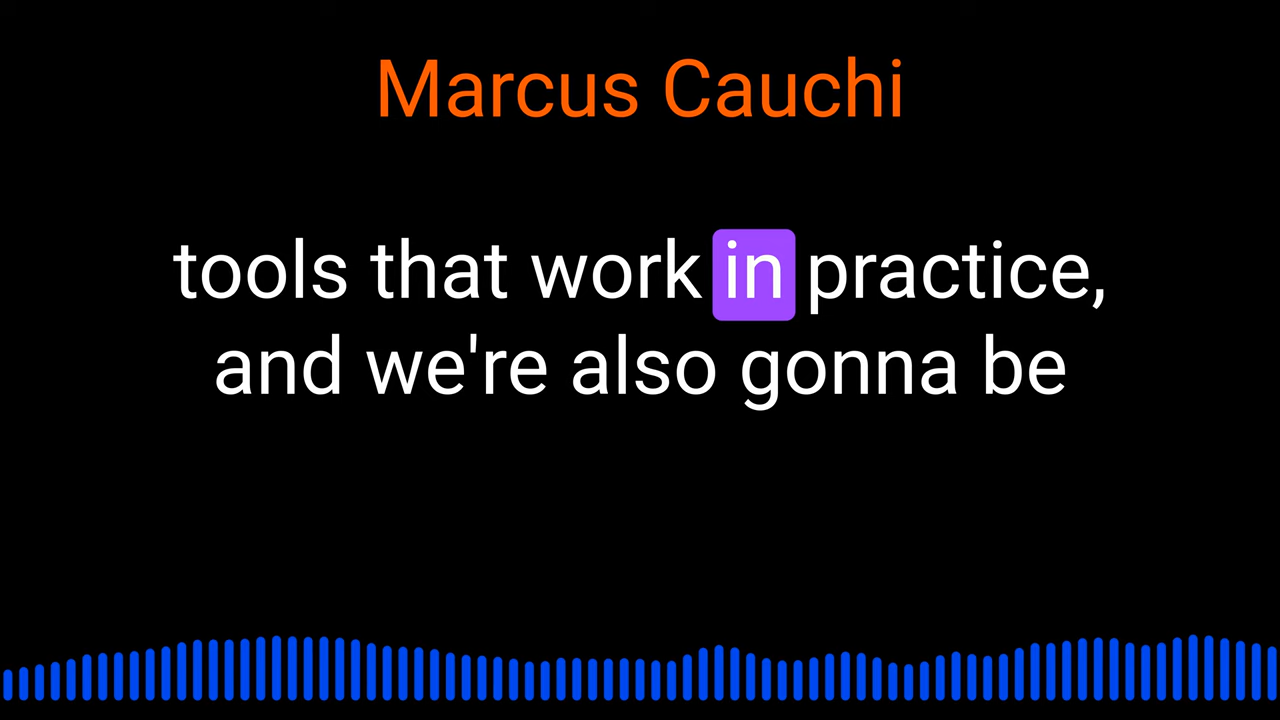 Marcus Cauchi
tools that work in practice,
and we're also gonna be